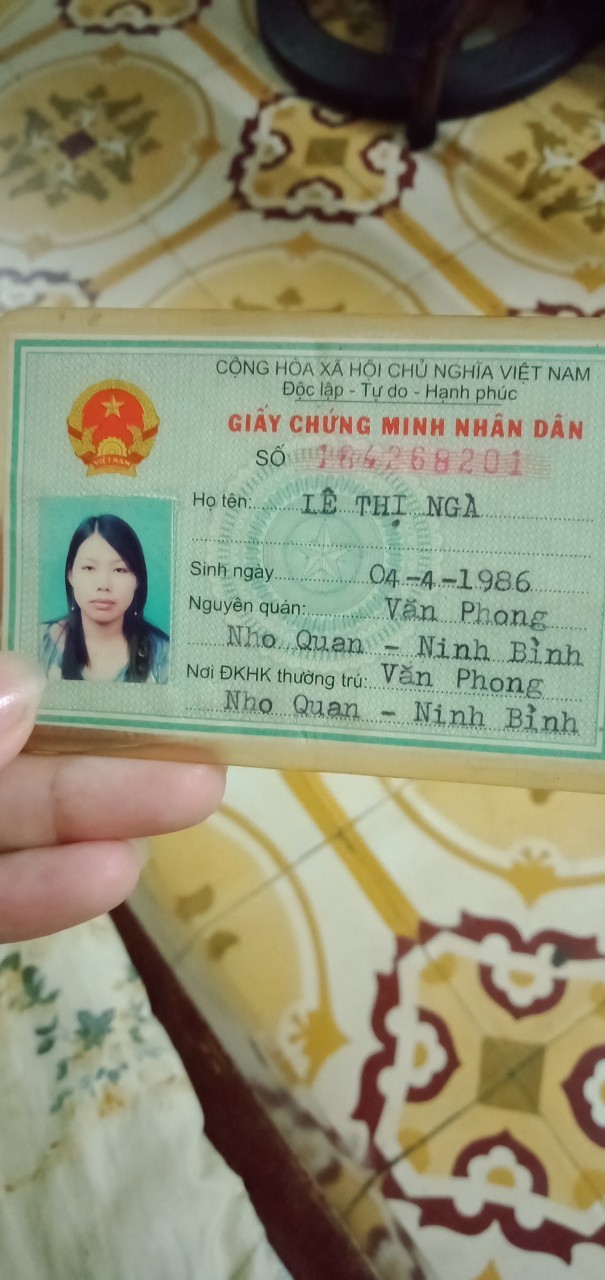 CỘNG HÒA XÃ HỘI CHỦ NGHĨA VIỆT NAM
Độc lập - Tự do - Hạnh phúc
GIẤY CHỨNG MINH NHÂN DÂN
SỐ 164268201
VIỆT NAM
Họ tên: LÊ THỊ NGÀ
Sinh ngày 04-4-1986
Nguyên quán: Văn Phong
Nho Quan - Ninh Bình
Nơi ĐKHK thường trú: Văn Phong
Nho Quan - Ninh Bình